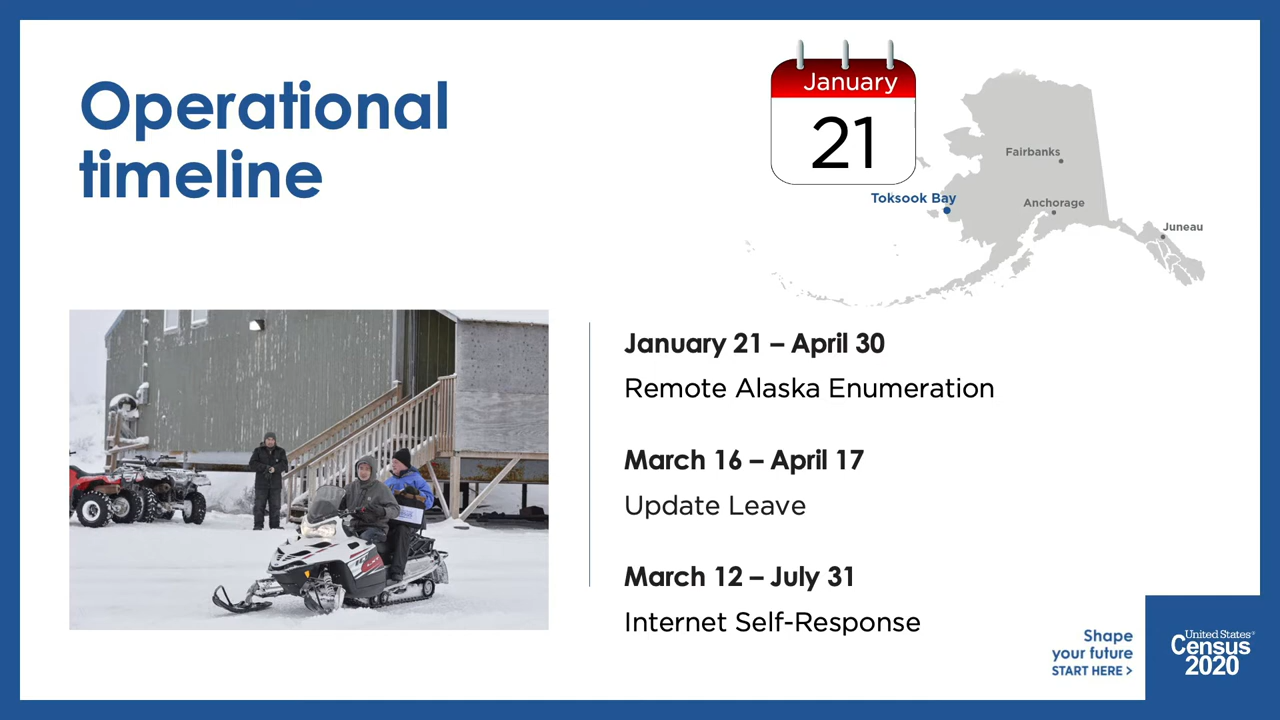 Operational
timeline
January
21
Fairbanks
Toksook Bay
Anchorage
Juneau
January 21 – April 30
Remote Alaska Enumeration
March 16 – April 17
Update Leave
March 12 – July 31
Internet Self-Response
Shape
your future
START HERE >
United States®
Census
2020